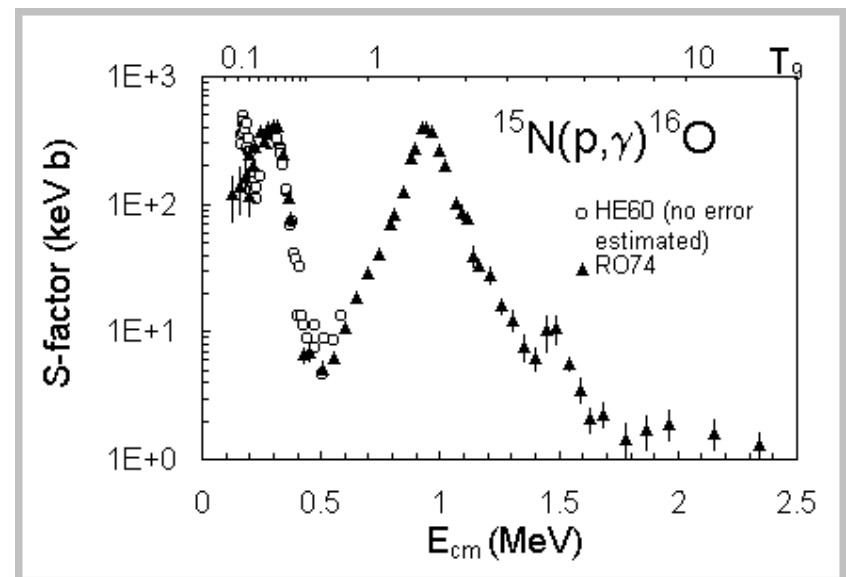 0.1 1 10 T₉
1E+3
¹⁵N(p,γ)¹⁶O
S-factor (keV b)
1E+2
○ HE60 (no error
estimated)
▲ RO74
1E+1
1E+0
0 0.5 1 1.5 2 2.5
E_cm (MeV)